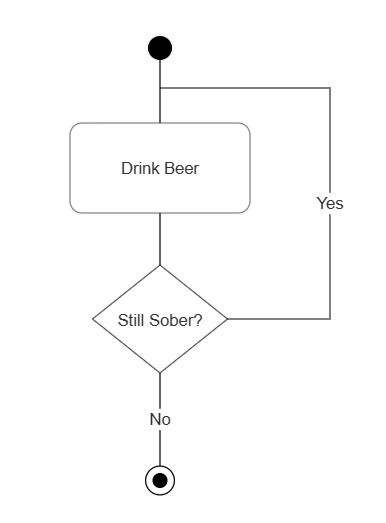 Drink Beer
Yes
Still Sober?
No